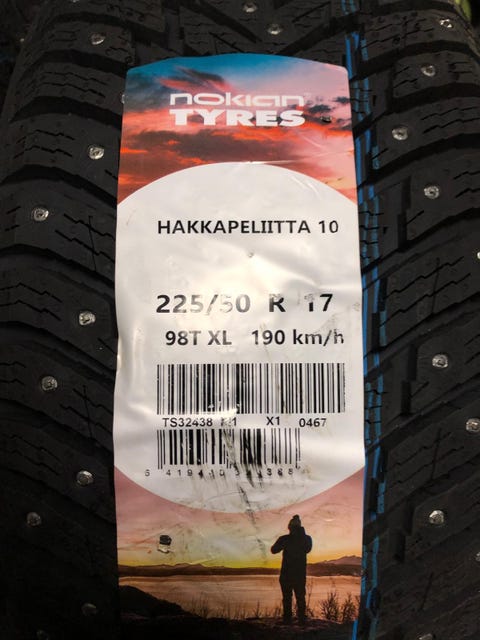 nokian
TYRES
HAKKAPELIITTA 10
225/50 R 17
98T XL 190 km/h
TS32438 X1 0467